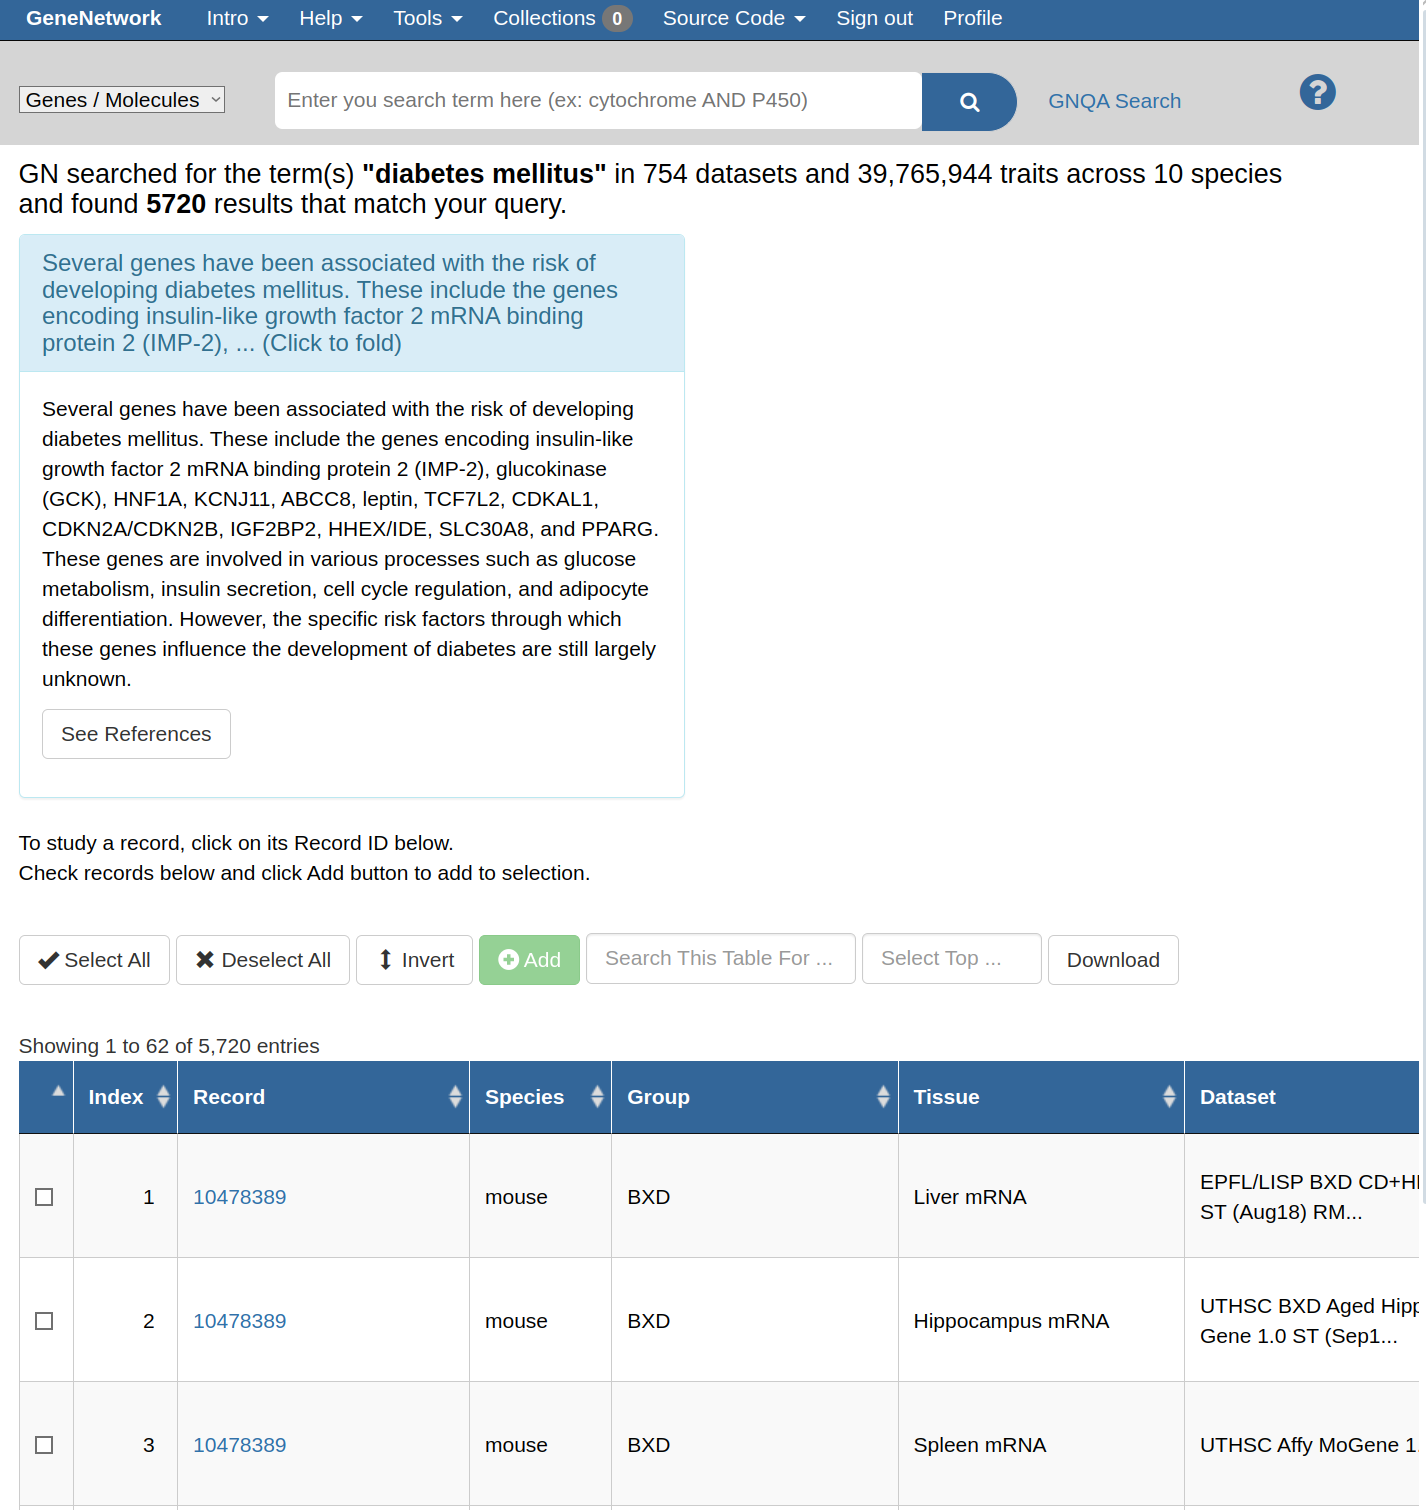 GeneNetwork Intro Help Tools Collections 0 Source Code Sign out Profile
Genes / Molecules Enter you search term here (ex: cytochrome AND P450) GNQA Search ?
GN searched for the term(s) "diabetes mellitus" in 754 datasets and 39,765,944 traits across 10 species
and found 5720 results that match your query.
Several genes have been associated with the risk of
developing diabetes mellitus. These include the genes
encoding insulin-like growth factor 2 mRNA binding
protein 2 (IMP-2), ... (Click to fold)
Several genes have been associated with the risk of developing
diabetes mellitus. These include the genes encoding insulin-like
growth factor 2 mRNA binding protein 2 (IMP-2), glucokinase
(GCK), HNF1A, KCNJ11, ABCC8, leptin, TCF7L2, CDKAL1,
CDKN2A/CDKN2B, IGF2BP2, HHEX/IDE, SLC30A8, and PPARG.
These genes are involved in various processes such as glucose
metabolism, insulin secretion, cell cycle regulation, and adipocyte
differentiation. However, the specific risk factors through which
these genes influence the development of diabetes are still largely
unknown.
See References
To study a record, click on its Record ID below.
Check records below and click Add button to add to selection.
Select All Deselect All Invert Add Search This Table For ... Select Top ... Download
Showing 1 to 62 of 5,720 entries
Index Record Species Group Tissue Dataset
1 10478389 mouse BXD Liver mRNA EPFL/LISP BXD
ST (Aug18) RM...
2 10478389 mouse BXD Hippocampus mRNA UTHSC BXD Aged
Gene 1.0 ST (Sep1...
3 10478389 mouse BXD Spleen mRNA UTHSC Affy MoGene